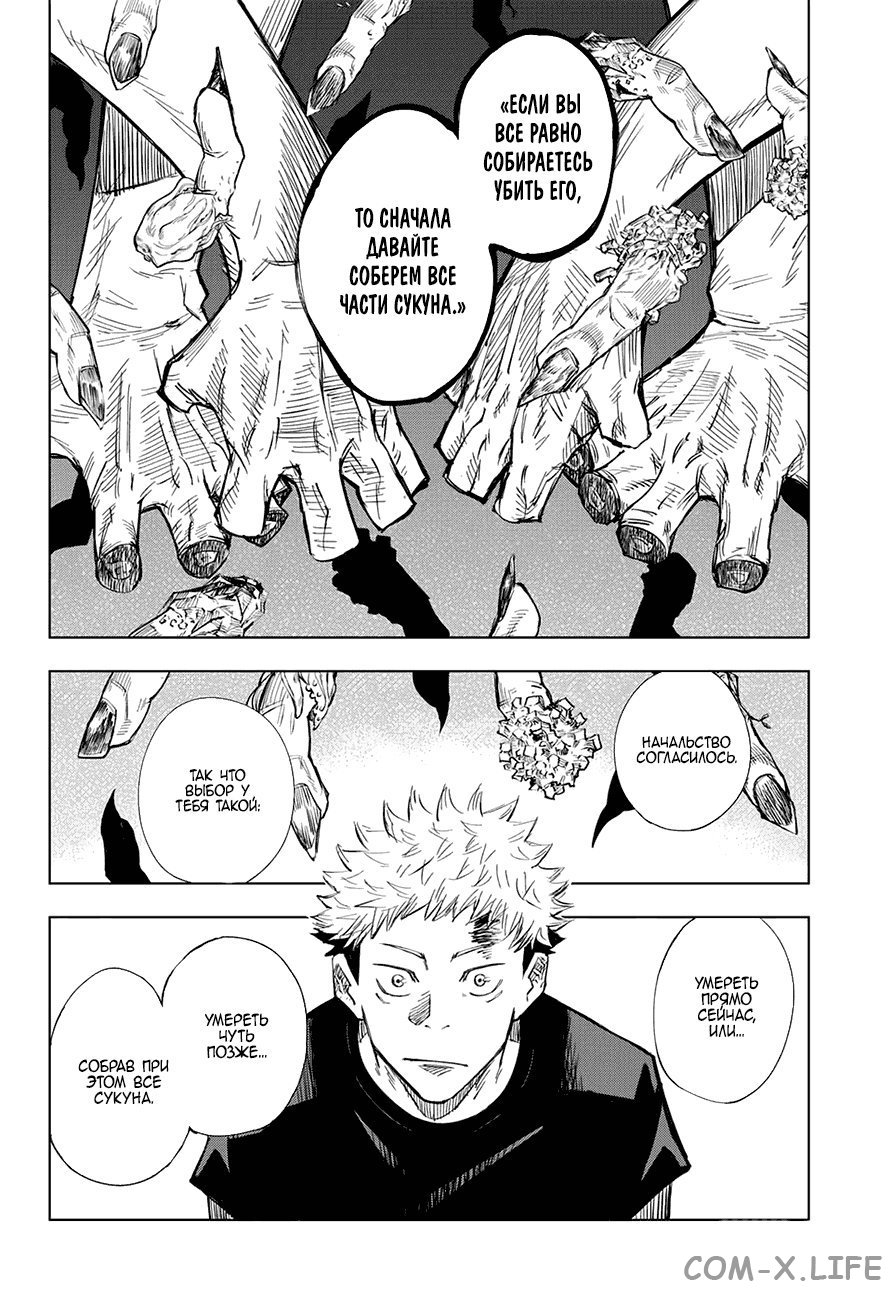 «ЕСЛИ ВЫ
ВСЕ РАВНО
СОБИРАЕТЕСЬ
УБИТЬ ЕГО,
ТО СНАЧАЛА
ДАВАЙТЕ
СОБЕРЕМ ВСЕ
ЧАСТИ СУКУНА.»
НАЧАЛЬСТВО
СОГЛАСИЛОСЬ.
ТАК ЧТО
ВЫБОР У
ТЕБЯ ТАКОЙ:
УМЕРЕТЬ
ПРЯМО
СЕЙЧАС,
ИЛИ...
УМЕРЕТЬ
ЧУТЬ
ПОЗЖЕ...
СОБРАВ ПРИ
ЭТОМ ВСЕ
СУКУНА.
COM-X.LIFE